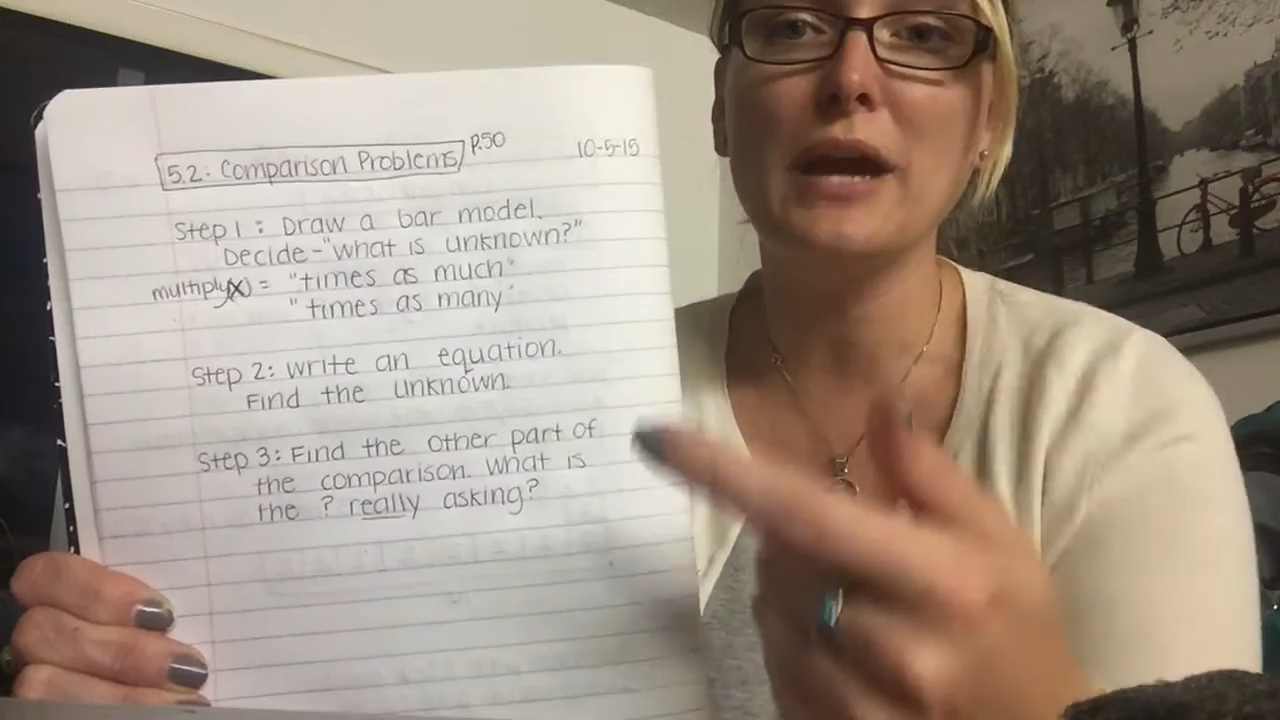 5.2: Comparison Problems P.50 10-5-15
Step 1: Draw a bar model.
Decide-"what is unknown?"
multiply(x) = "times as much"
"times as many"
Step 2: write an equation.
Find the unknown.
Step 3: Find the other part of
the comparison. What is
the ? really asking?